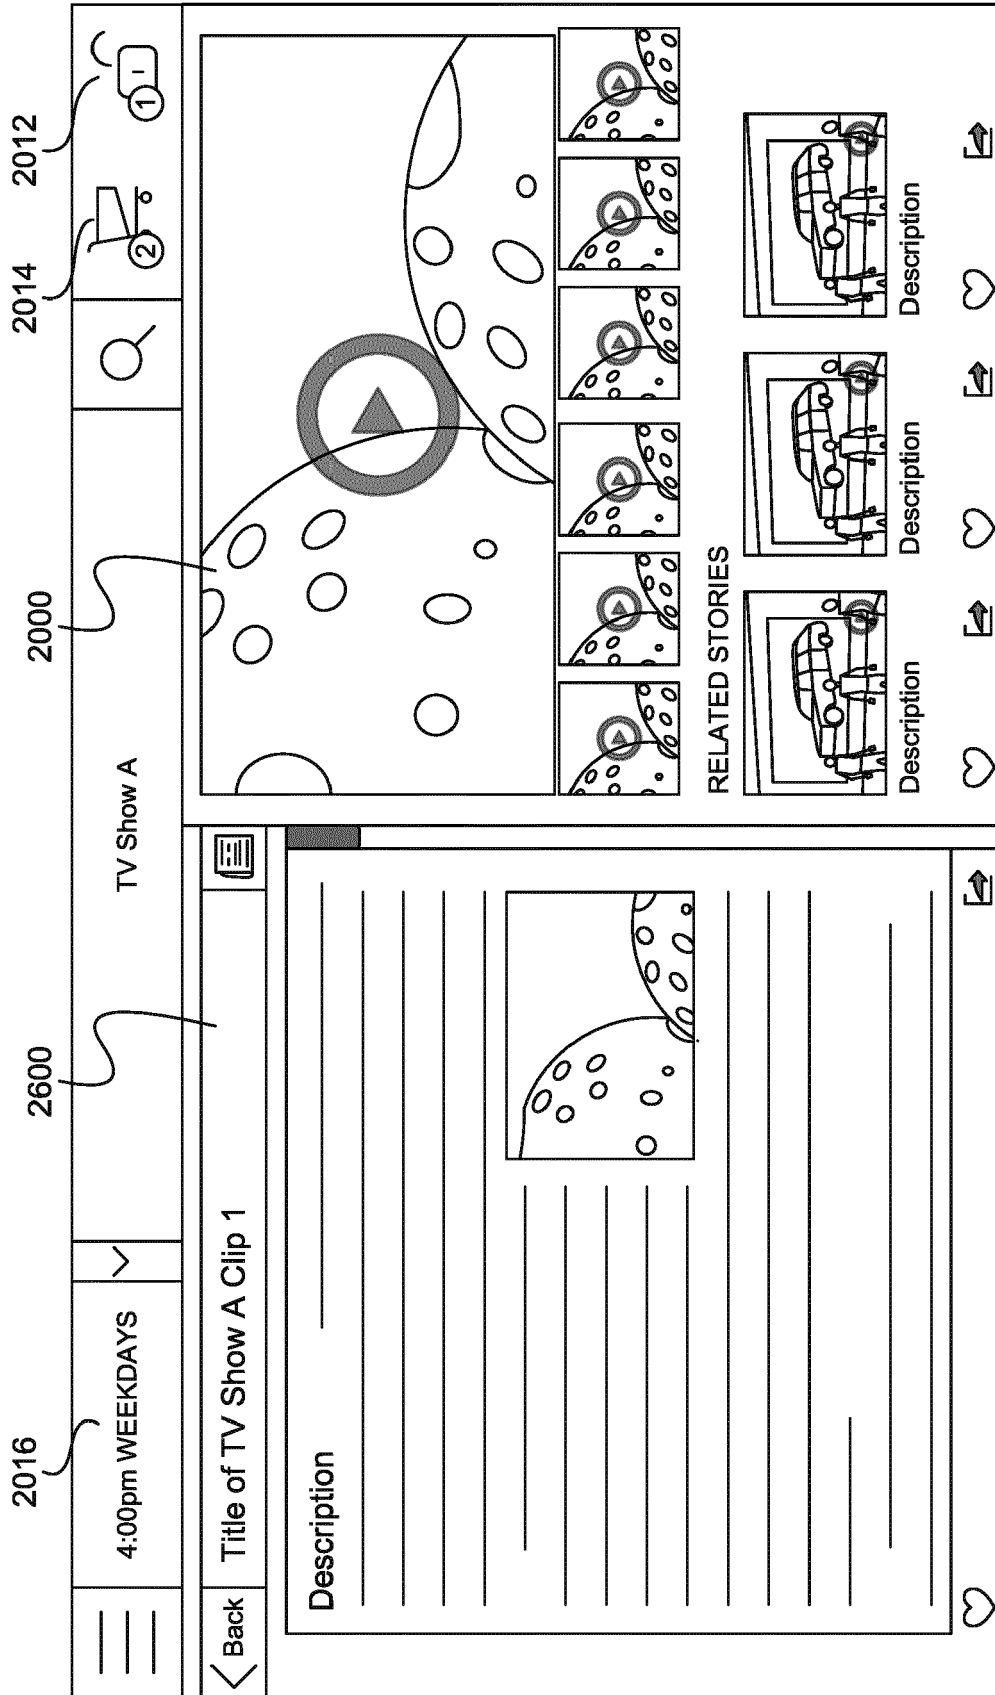 2016
2600
2000
2014
2012
4:00pm WEEKDAYS
TV Show A
2
1
Back
Title of TV Show A Clip 1
Description
RELATED STORIES
Description
Description
Description